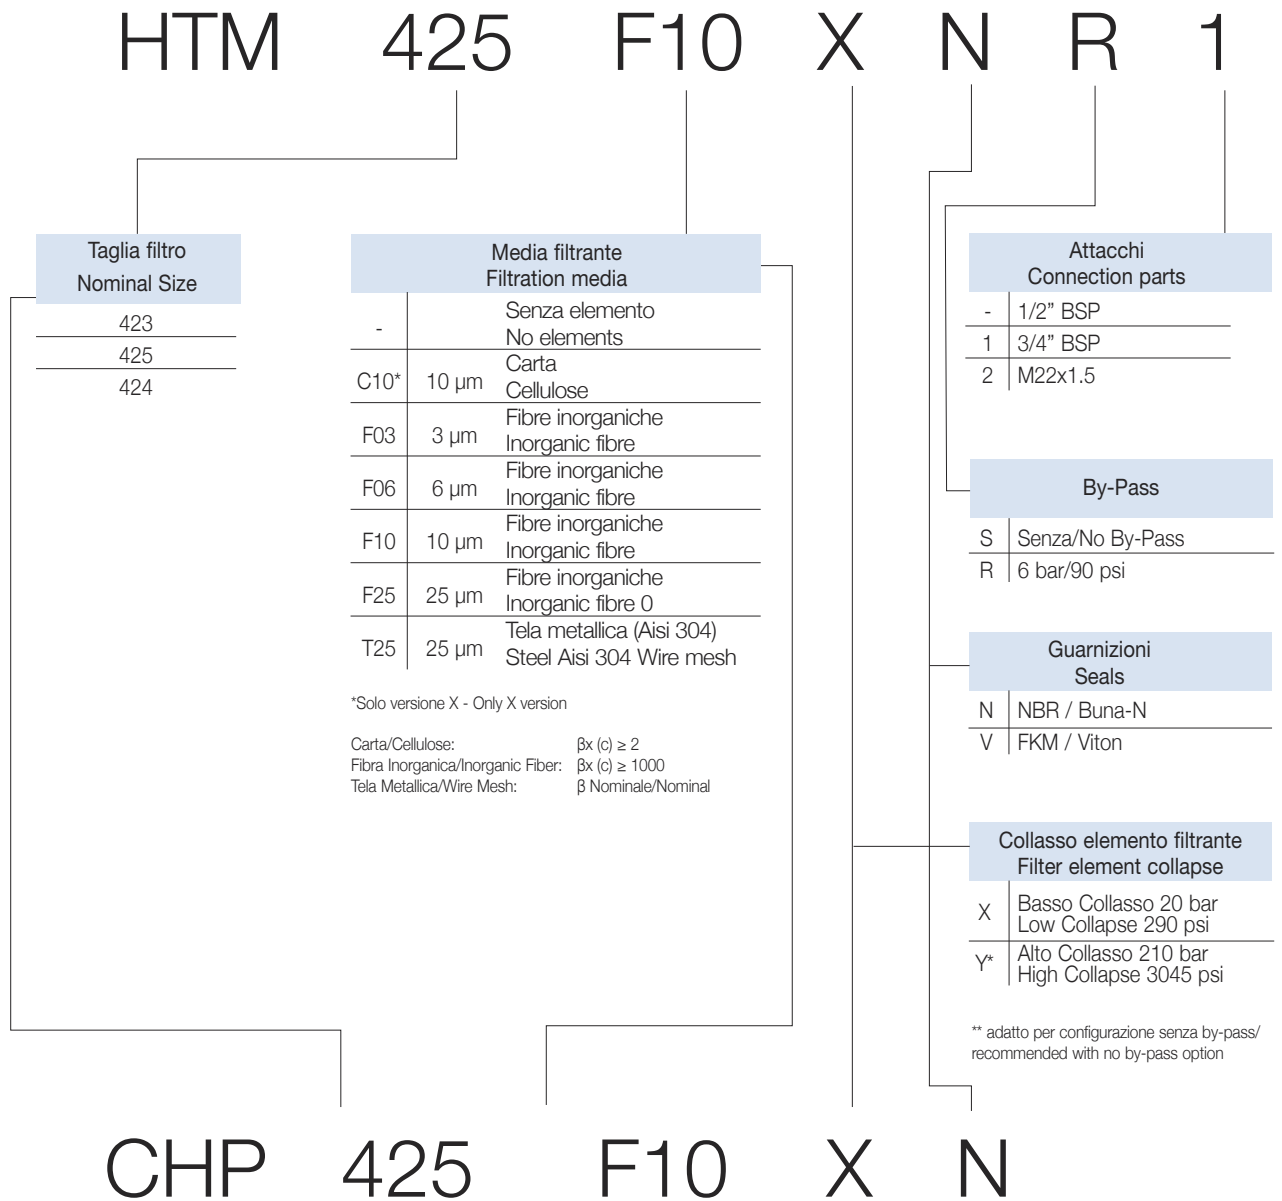 HTM 425 F10 X N R 1
Taglia filtro
Nominal Size
423
425
424
Media filtrante
Filtration media
- Senza elemento
No elements
C10* 10 µm Carta
Cellulose
F03 3 µm Fibre inorganiche
Inorganic fibre
F06 6 µm Fibre inorganiche
Inorganic fibre
F10 10 µm Fibre inorganiche
Inorganic fibre
F25 25 µm Fibre inorganiche
Inorganic fibre 0
T25 25 µm Tela metallica (Aisi 304)
Steel Aisi 304 Wire mesh
*Solo versione X - Only X version
Carta/Cellulose: βx (c) ≥ 2
Fibra Inorganica/Inorganic Fiber: βx (c) ≥ 1000
Tela Metallica/Wire Mesh: β Nominale/Nominal
Attacchi
Connection parts
- 1/2” BSP
1 3/4” BSP
2 M22x1.5
By-Pass
S Senza/No By-Pass
R 6 bar/90 psi
Guarnizioni
Seals
N NBR / Buna-N
V FKM / Viton
Collasso elemento filtrante
Filter element collapse
X Basso Collasso 20 bar
Low Collapse 290 psi
Y* Alto Collasso 210 bar
High Collapse 3045 psi
** adatto per configurazione senza by-pass/
recommended with no by-pass option
CHP 425 F10 X N